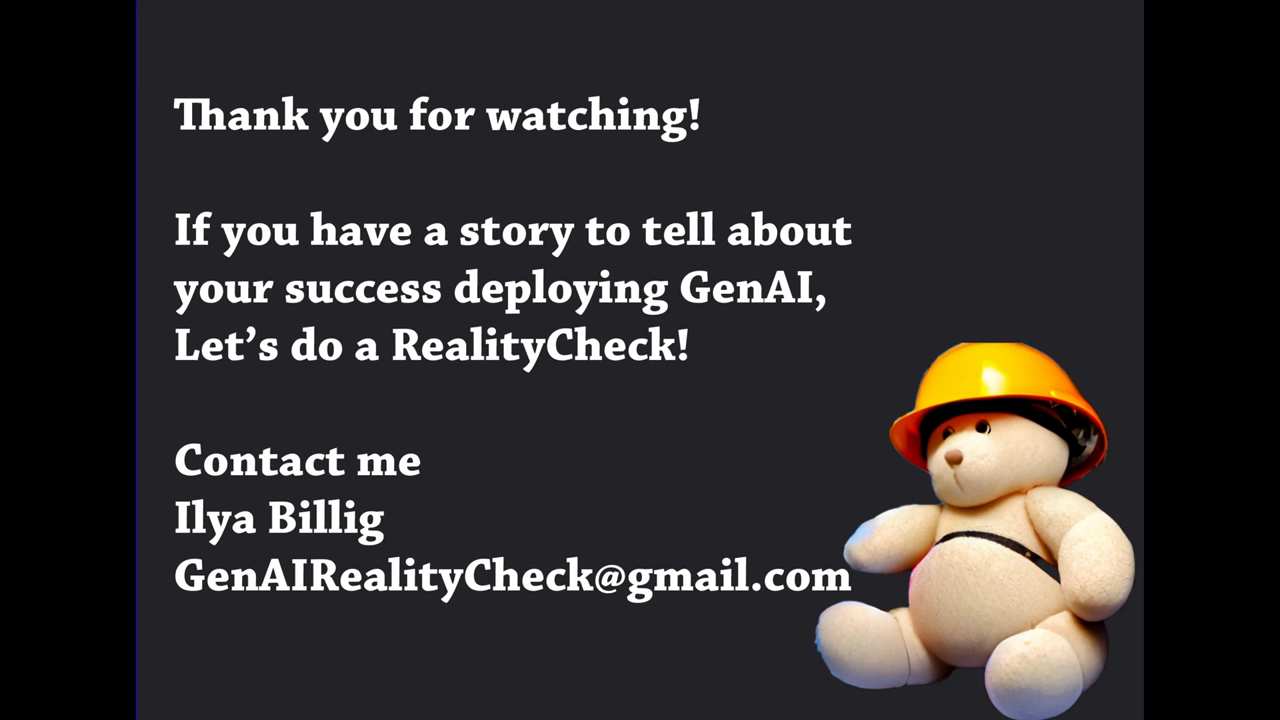 Thank you for watching!
If you have a story to tell about
your success deploying GenAI,
Let’s do a RealityCheck!
Contact me
Ilya Billig
GenAIRealityCheck@gmail.com